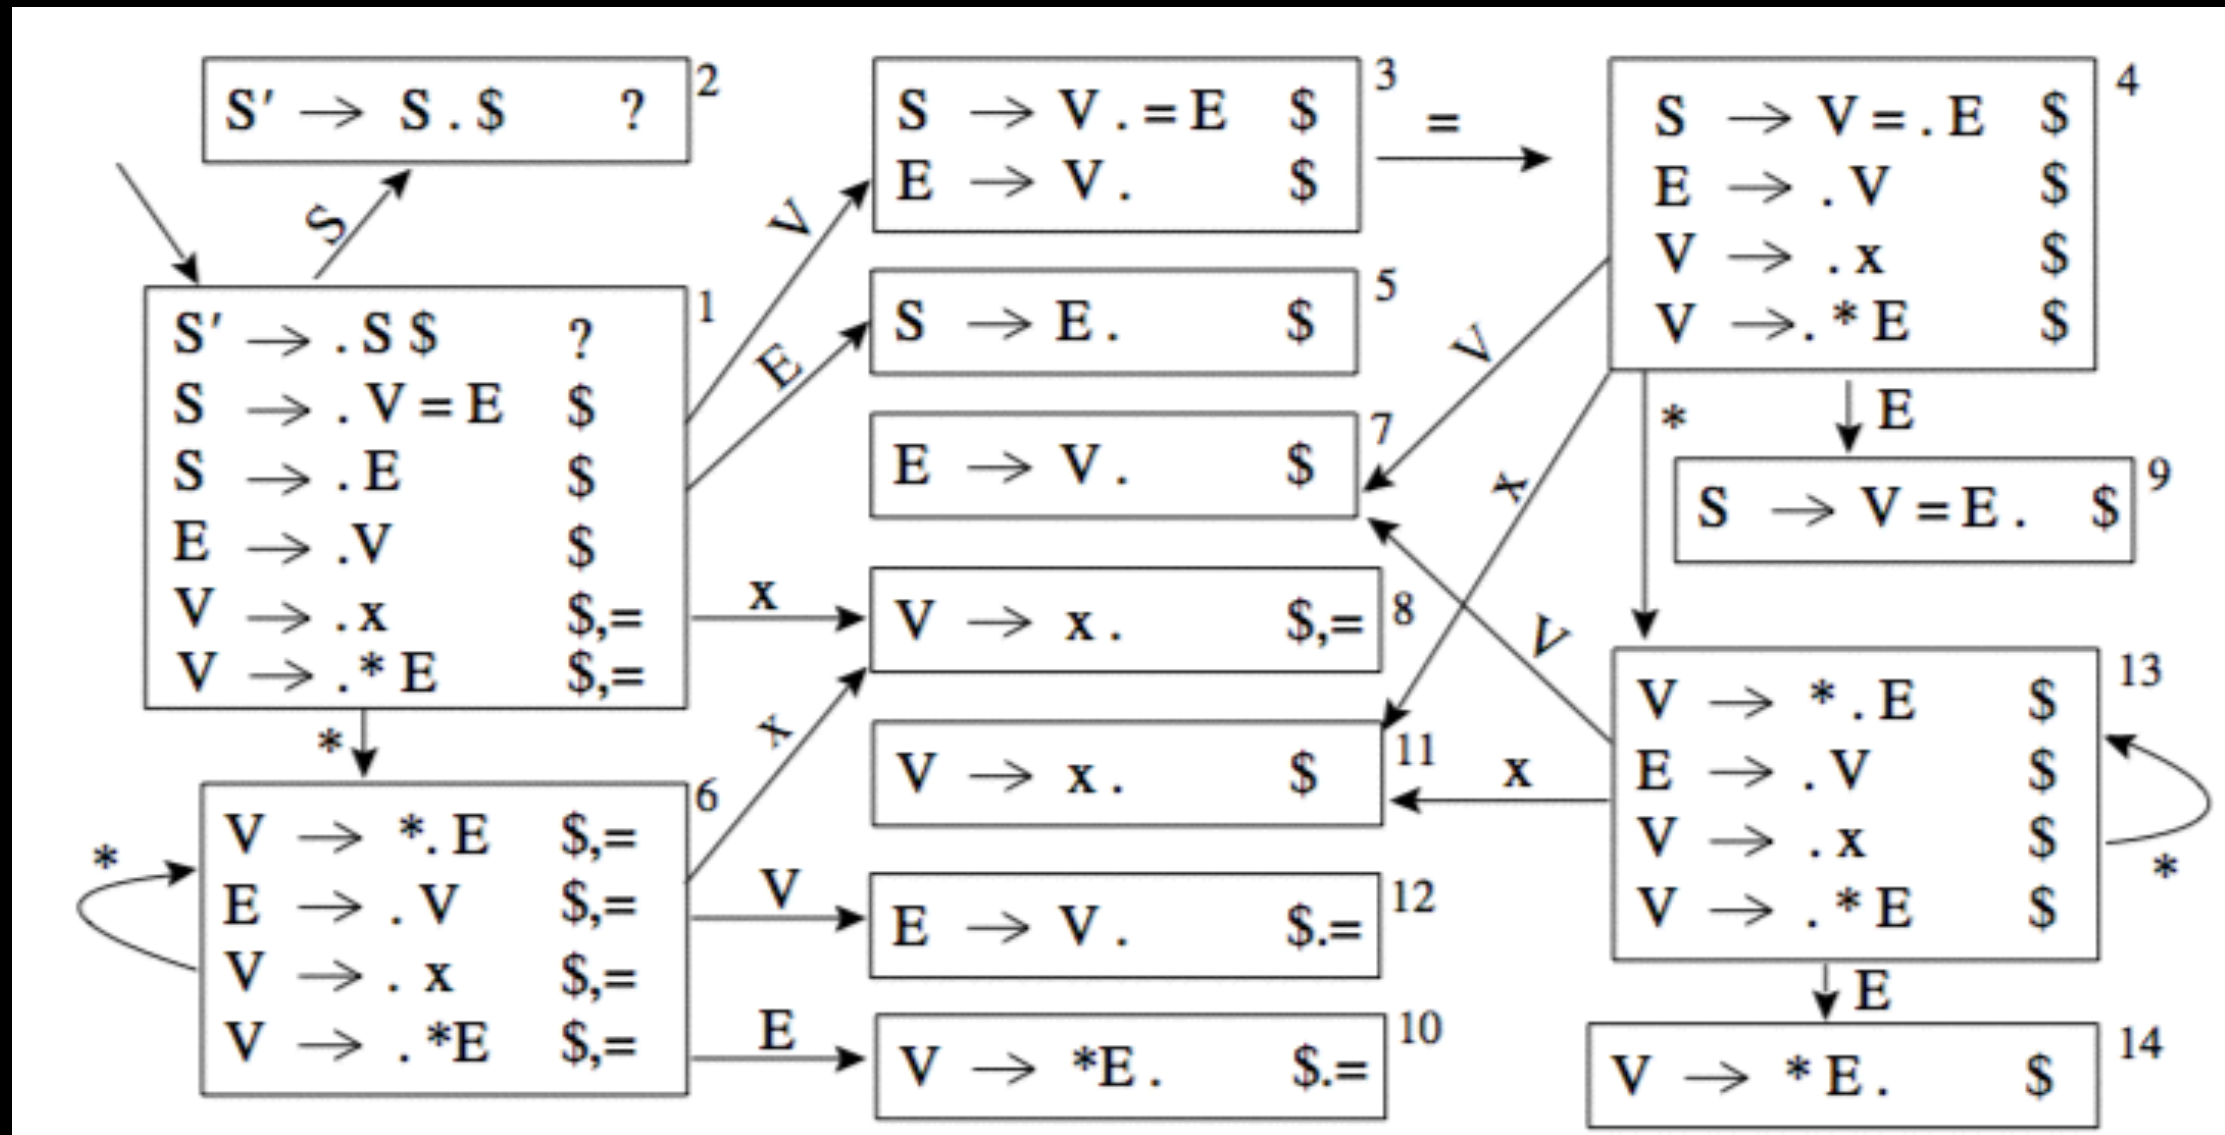 2
S′ → S . $ ?
S
1
S′ → . S $ ?
S → . V = E $
S → . E $
E → . V $
V → . x $,=
V → . * E $,=
*
6
V → * . E $,=
E → . V $,=
V → . x $,=
V → . *E $,=
*
V
E
x
x
V
E
3
S → V . = E $
E → V . $
=
5
S → E . $
7
E → V . $
8
V → x . $,=
11
V → x . $
12
E → V . $.=
10
V → *E . $.=
4
S → V = . E $
E → . V $
V → . x $
V → . * E $
V
x
*
E
9
S → V = E . $
V
x
13
V → * . E $
E → . V $
V → . x $
V → . * E $
*
E
14
V → * E . $